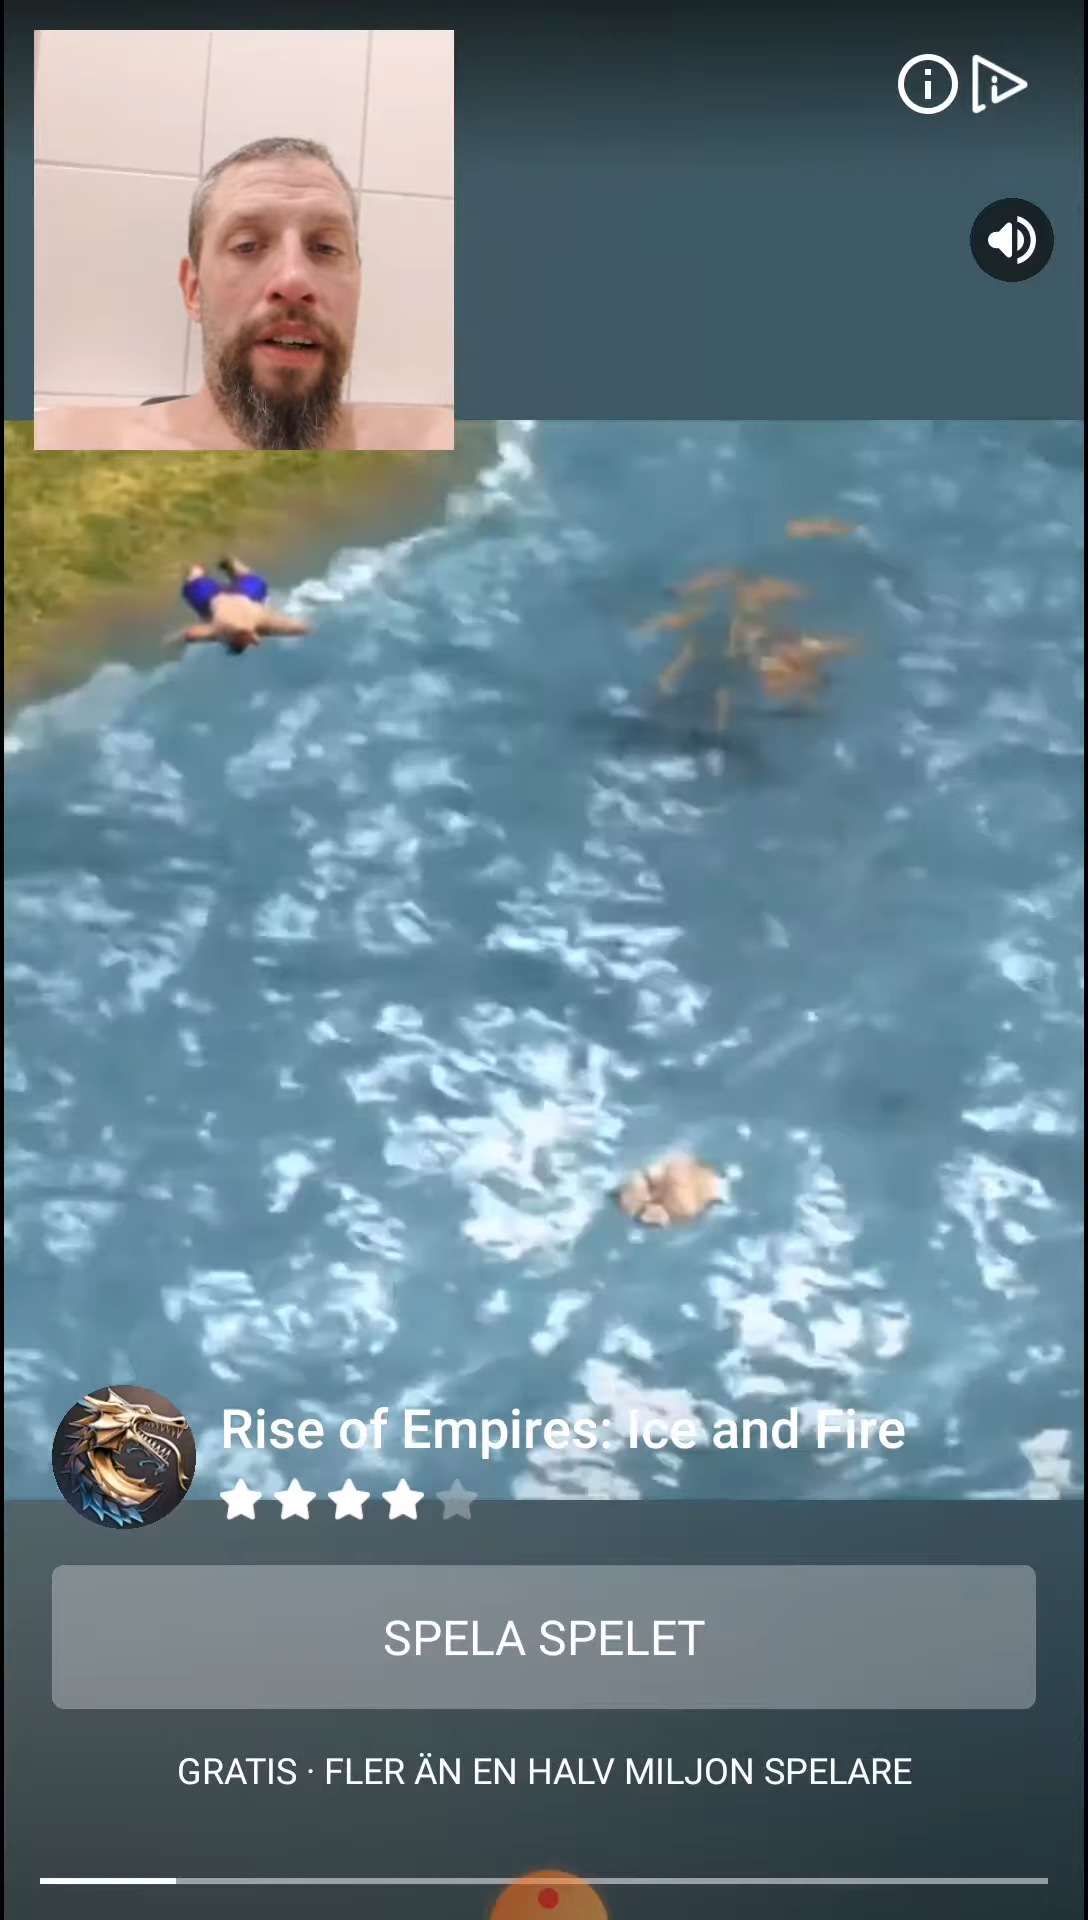 Rise of Empires: Ice and Fire
SPELA SPELET
GRATIS · FLER ÄN EN HALV MILJON SPELARE